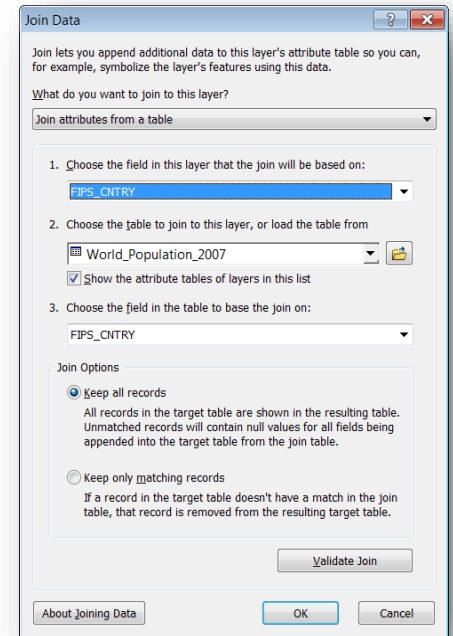 Join Data
Join lets you append additional data to this layer's attribute table so you can,
for example, symbolize the layer's features using this data.
What do you want to join to this layer?
Join attributes from a table
1. Choose the field in this layer that the join will be based on:
FIPS_CNTRY
2. Choose the table to join to this layer, or load the table from
World_Population_2007
Show the attribute tables of layers in this list
3. Choose the field in the table to base the join on:
FIPS_CNTRY
Join Options
Keep all records
All records in the target table are shown in the resulting table.
Unmatched records will contain null values for all fields being
appended into the target table from the join table.
Keep only matching records
If a record in the target table doesn't have a match in the join
table, that record is removed from the resulting target table.
Validate Join
About Joining Data OK Cancel